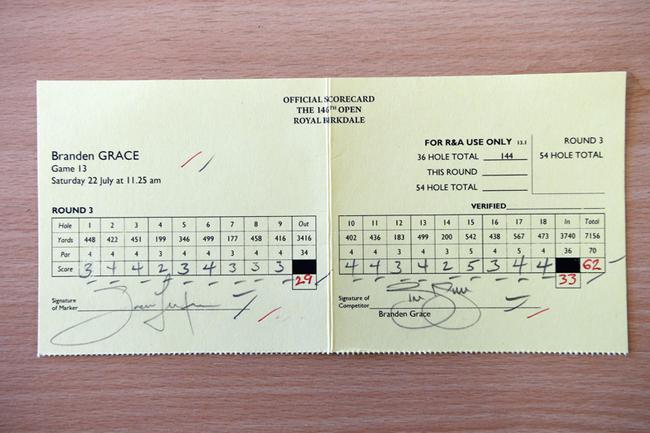 OFFICIAL SCORECARD
THE 146TH OPEN
ROYAL BIRKDALE
Branden GRACE
Game 13
Saturday 22 July at 11.25 am
FOR R&A USE ONLY 13.1
36 HOLE TOTAL 144
THIS ROUND
54 HOLE TOTAL
ROUND 3
54 HOLE TOTAL
VERIFIED
ROUND 3
Hole 1 2 3 4 5 6 7 8 9 Out
Yards 448 422 451 199 346 499 177 458 416 3416
Par 4 4 4 3 4 4 3 4 4 34
Score 3 4 4 2 3 4 3 3 3
29
Signature
of Marker
10 11 12 13 14 15 16 17 18 In Total
402 436 183 499 200 542 438 567 473 3740 7156
4 4 3 4 3 5 4 5 4 36 70
4 4 3 4 2 5 3 4 4 62
33
Signature of
Competitor
Branden Grace